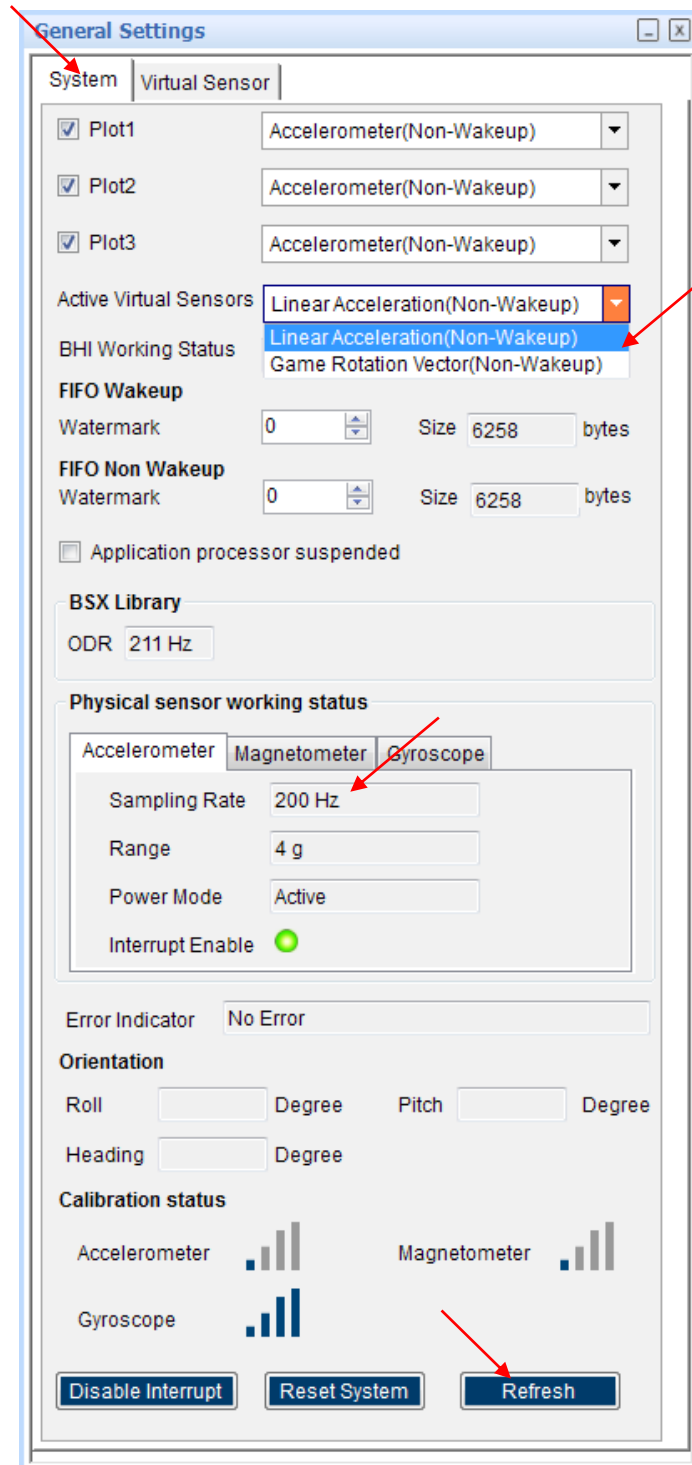 General Settings
System Virtual Sensor
Plot1 Accelerometer(Non-Wakeup)
Plot2 Accelerometer(Non-Wakeup)
Plot3 Accelerometer(Non-Wakeup)
Active Virtual Sensors Linear Acceleration(Non-Wakeup)
Linear Acceleration(Non-Wakeup)
BHI Working Status
Game Rotation Vector(Non-Wakeup)
FIFO Wakeup
Watermark 0 Size 6258 bytes
FIFO Non Wakeup
Watermark 0 Size 6258 bytes
Application processor suspended
BSX Library
ODR 211 Hz
Physical sensor working status
Accelerometer Magnetometer Gyroscope
Sampling Rate 200 Hz
Range 4 g
Power Mode Active
Interrupt Enable
Error Indicator No Error
Orientation
Roll Degree Pitch Degree
Heading Degree
Calibration status
Accelerometer Magnetometer
Gyroscope
Disable Interrupt Reset System Refresh